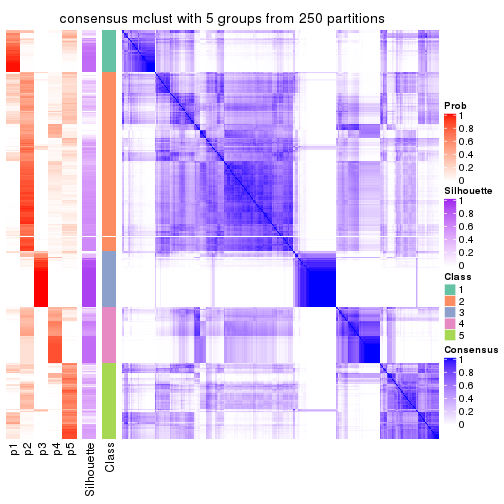 consensus mclust with 5 groups from 250 partitions
Prob
1
0.8
0.6
0.4
0.2
0
Silhouette
1
0.8
0.6
0.4
0.2
0
Class
1
2
3
4
5
Consensus
1
0.8
0.6
0.4
0.2
0
p1
p2
p3
p4
p5
Silhouette
Class